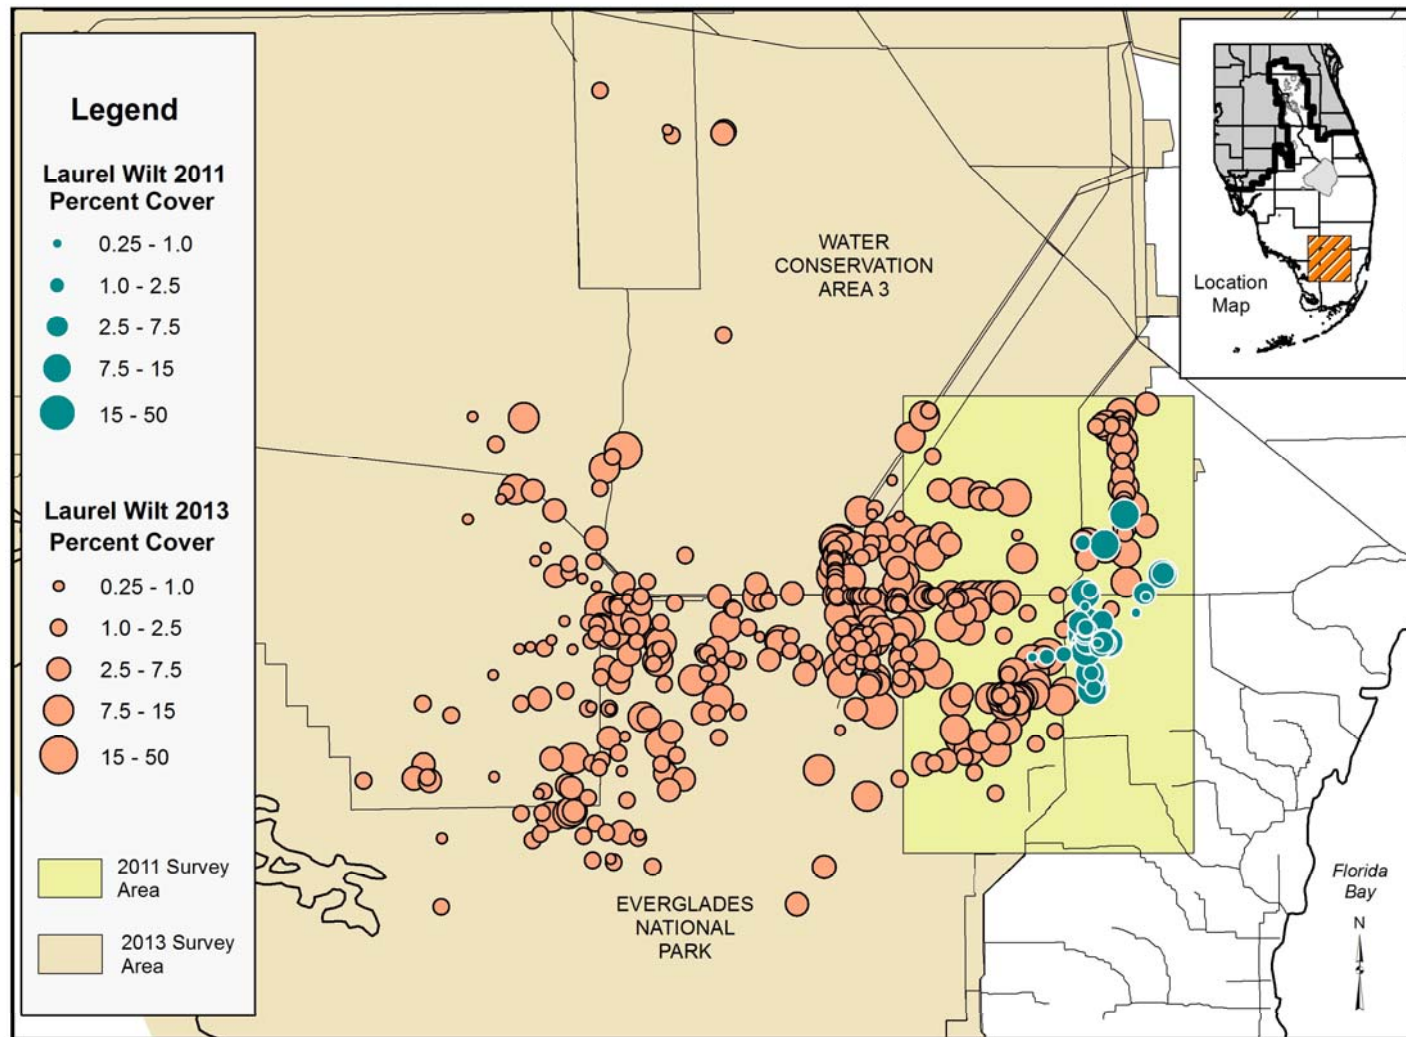 Legend
Laurel Wilt 2011
Percent Cover
0.25 - 1.0
1.0 - 2.5
2.5 - 7.5
7.5 - 15
15 - 50
Laurel Wilt 2013
Percent Cover
0.25 - 1.0
1.0 - 2.5
2.5 - 7.5
7.5 - 15
15 - 50
2011 Survey
Area
2013 Survey
Area
WATER
CONSERVATION
AREA 3
EVERGLADES
NATIONAL
PARK
Location
Map
Florida
Bay
N